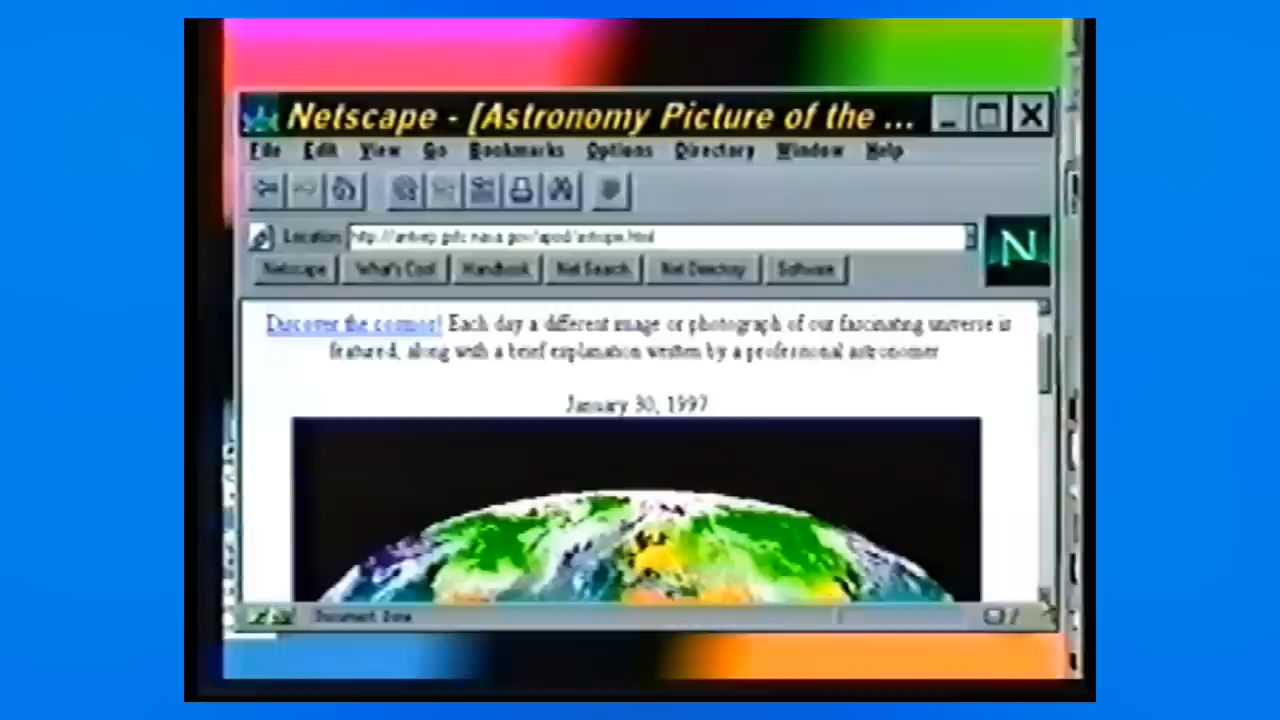 Netscape - [Astronomy Picture of the ...
File Edit View Go Bookmarks Options Directory Window Help
Location:
N
Netscape What's Cool Handbook Net Search Net Directory Software
Discover the cosmos! Each day a different image or photograph of our fascinating universe is
featured, along with a brief explanation written by a professional astronomer
January 30, 1997
Document Done